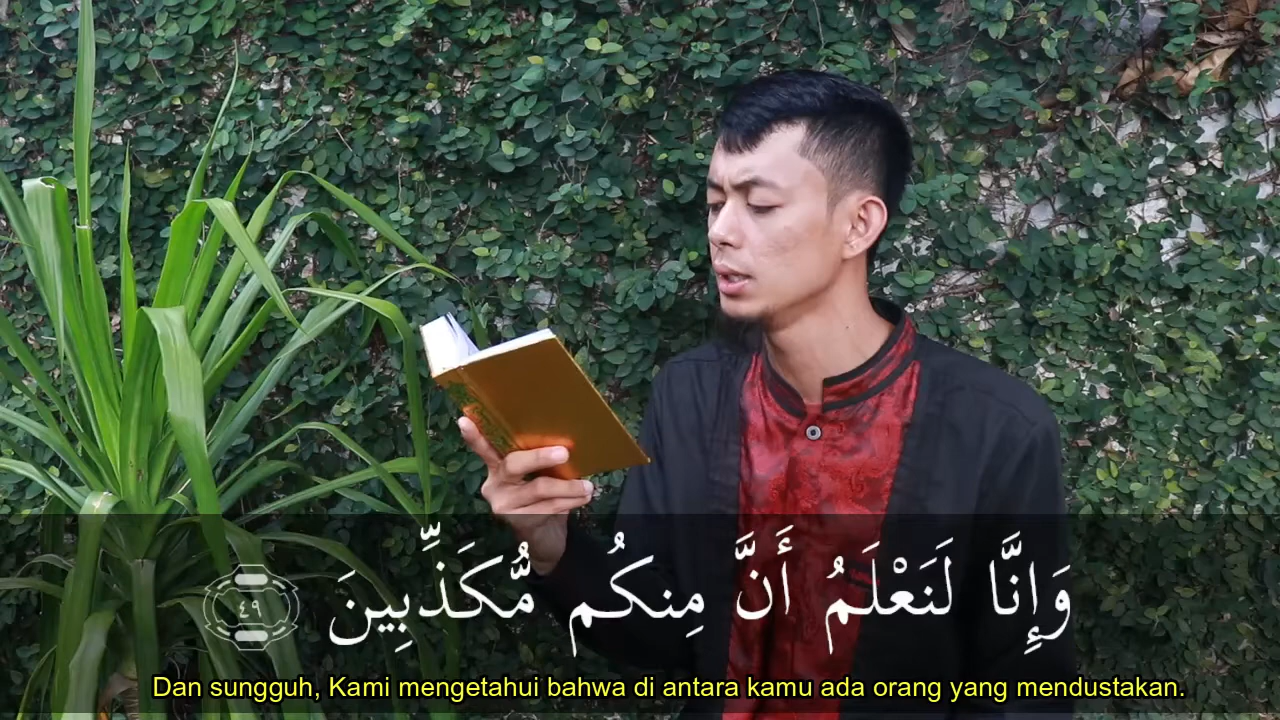 وَإِنَّا لَنَعْلَمُ أَنَّ مِنكُم مُّكَذِّبِينَ ٤٩
Dan sungguh, Kami mengetahui bahwa di antara kamu ada orang yang mendustakan.